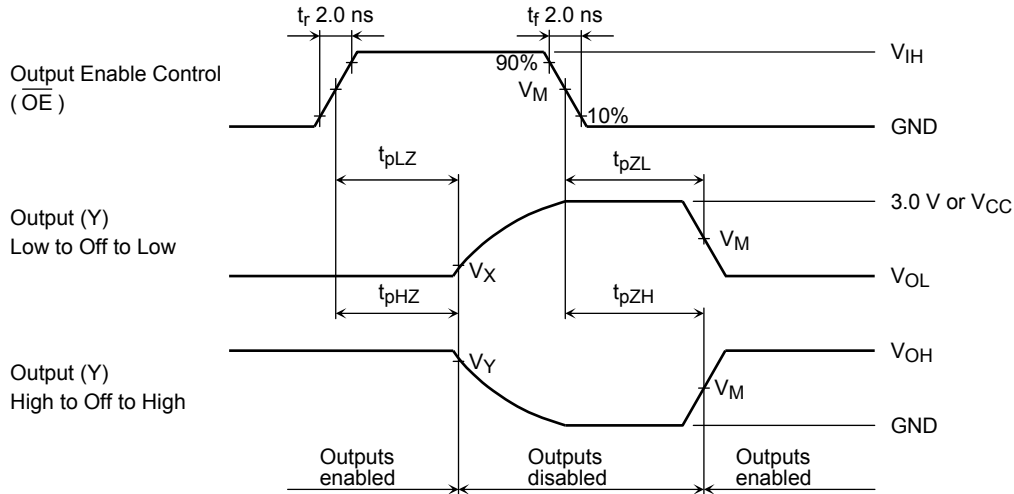 tr 2.0 ns
tf 2.0 ns
Output Enable Control
( OE )
90%
VM
10%
VIH
GND
tpLZ
tpZL
Output (Y)
Low to Off to Low
3.0 V or VCC
VM
VX
VOL
tpHZ
tpZH
Output (Y)
High to Off to High
VY
VOH
VM
GND
Outputs
enabled
Outputs
disabled
Outputs
enabled